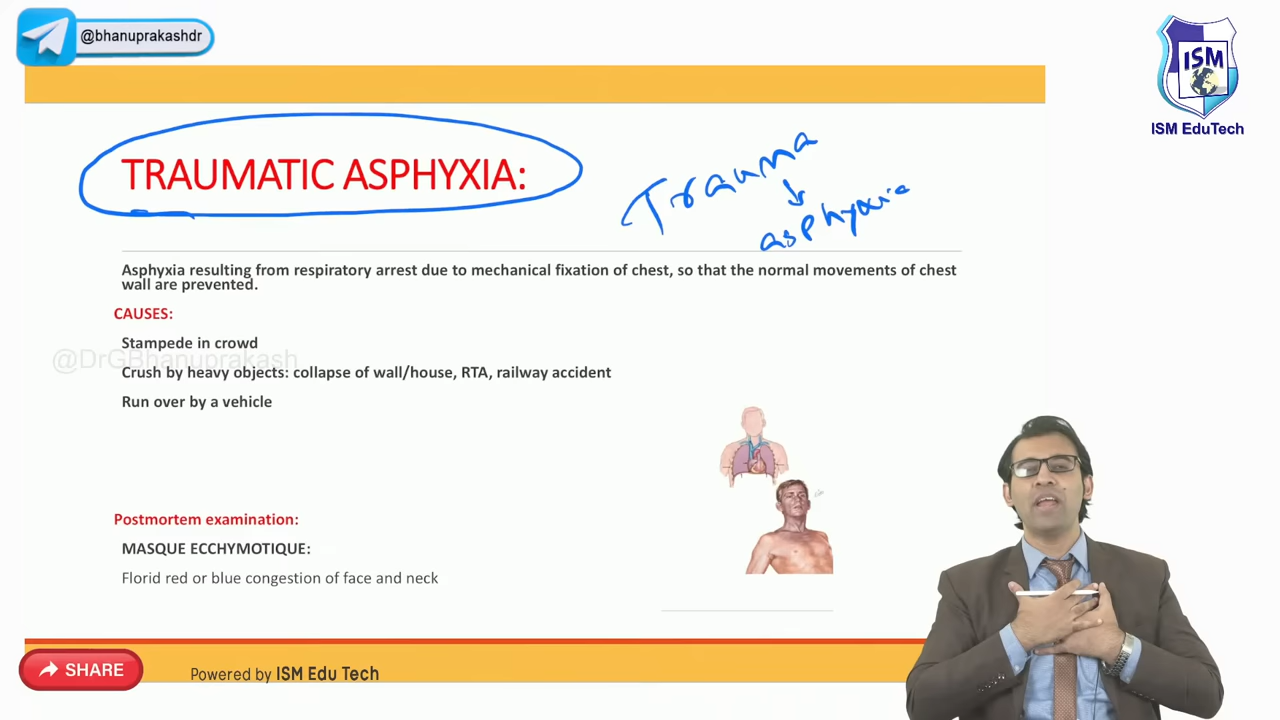 @bhanuprakashdr
ISM
ISM EduTech
TRAUMATIC ASPHYXIA:
Trauma
asphyxia
Asphyxia resulting from respiratory arrest due to mechanical fixation of chest, so that the normal movements of chest
wall are prevented.
CAUSES:
Stampede in crowd
@DrGBhanuprakash
Crush by heavy objects: collapse of wall/house, RTA, railway accident
Run over by a vehicle
Postmortem examination:
MASQUE ECCHYMOTIQUE:
Florid red or blue congestion of face and neck
SHARE
Powered by ISM Edu Tech